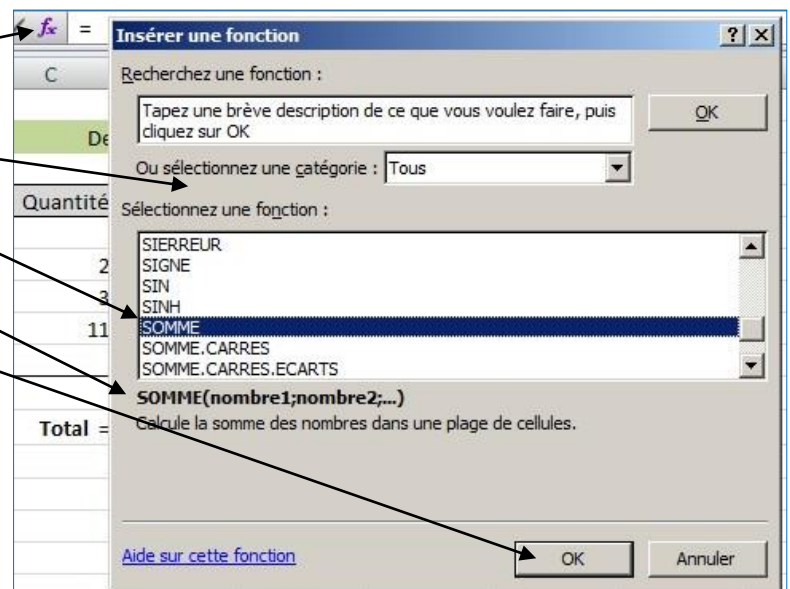 fx =
Insérer une fonction
? X
C
Recherchez une fonction :
Tapez une brève description de ce que vous voulez faire, puis
cliquez sur OK
OK
De
Ou sélectionnez une catégorie : Tous
Quantité
Sélectionnez une fonction :
SIERREUR
2
SIGNE
SIN
3
SINH
11
SOMME
SOMME.CARRES
SOMME.CARRES.ECARTS
SOMME(nombre1;nombre2;...)
Total =
Calcule la somme des nombres dans une plage de cellules.
Aide sur cette fonction
OK
Annuler